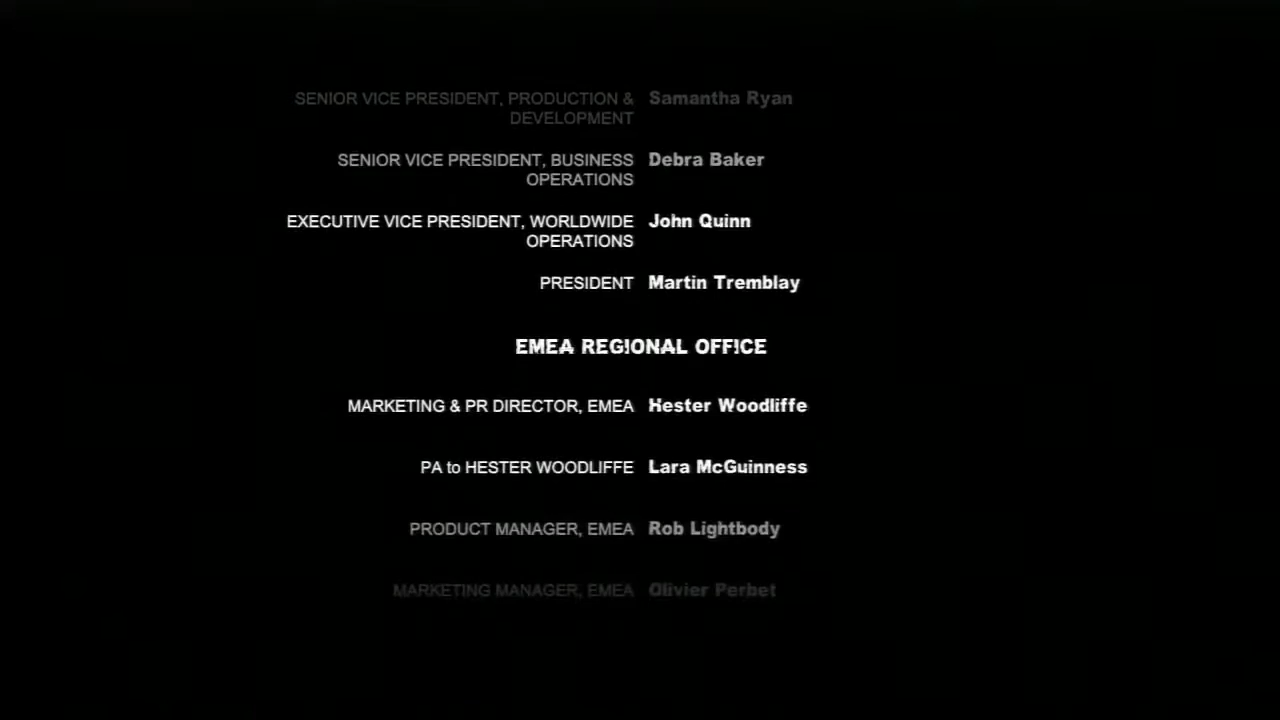 SENIOR VICE PRESIDENT, PRODUCTION & Samantha Ryan
DEVELOPMENT
SENIOR VICE PRESIDENT, BUSINESS Debra Baker
OPERATIONS
EXECUTIVE VICE PRESIDENT, WORLDWIDE John Quinn
OPERATIONS
PRESIDENT Martin Tremblay
EMEA REGIONAL OFFICE
MARKETING & PR DIRECTOR, EMEA Hester Woodliffe
PA to HESTER WOODLIFFE Lara McGuinness
PRODUCT MANAGER, EMEA Rob Lightbody
MARKETING MANAGER, EMEA Olivier Perbet